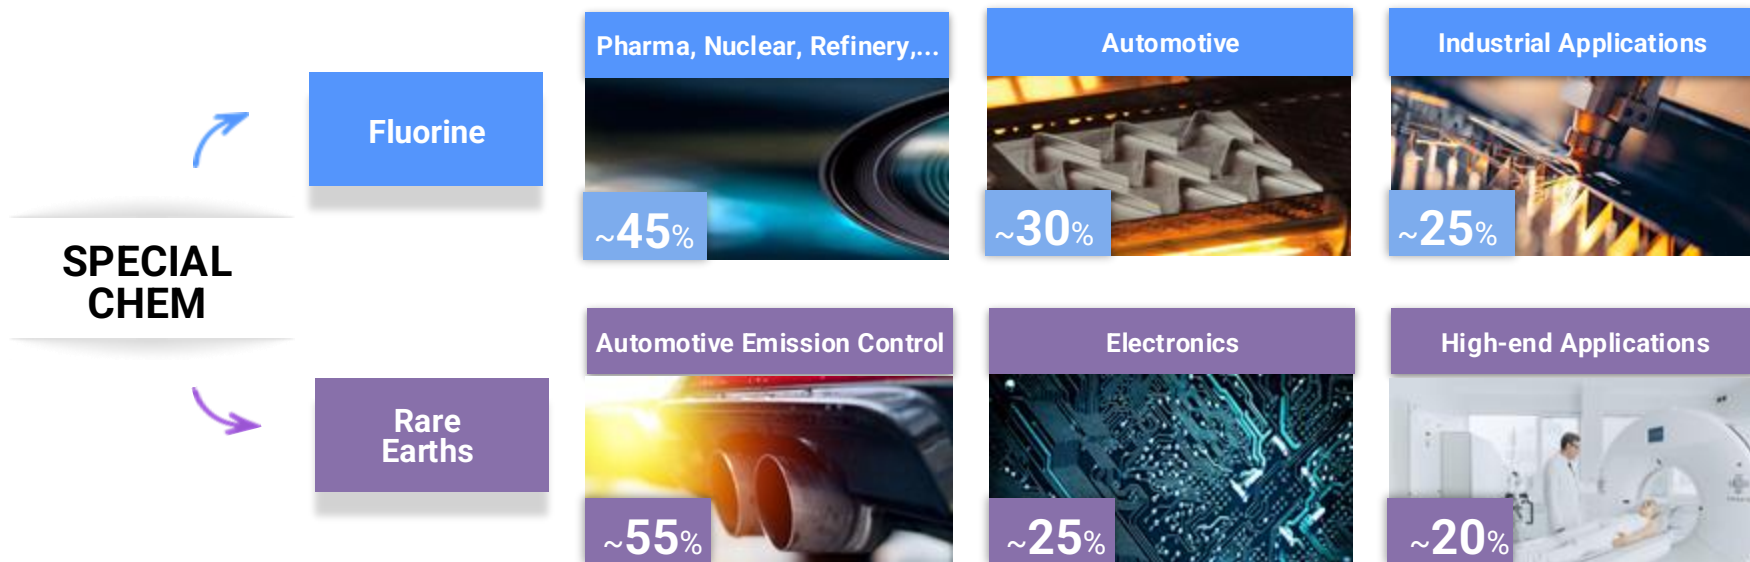 Pharma, Nuclear, Refinery,...
Automotive
Industrial Applications
Fluorine
~45%
~30%
~25%
SPECIAL
CHEM
Automotive Emission Control
Electronics
High-end Applications
Rare
Earths
~55%
~25%
~20%